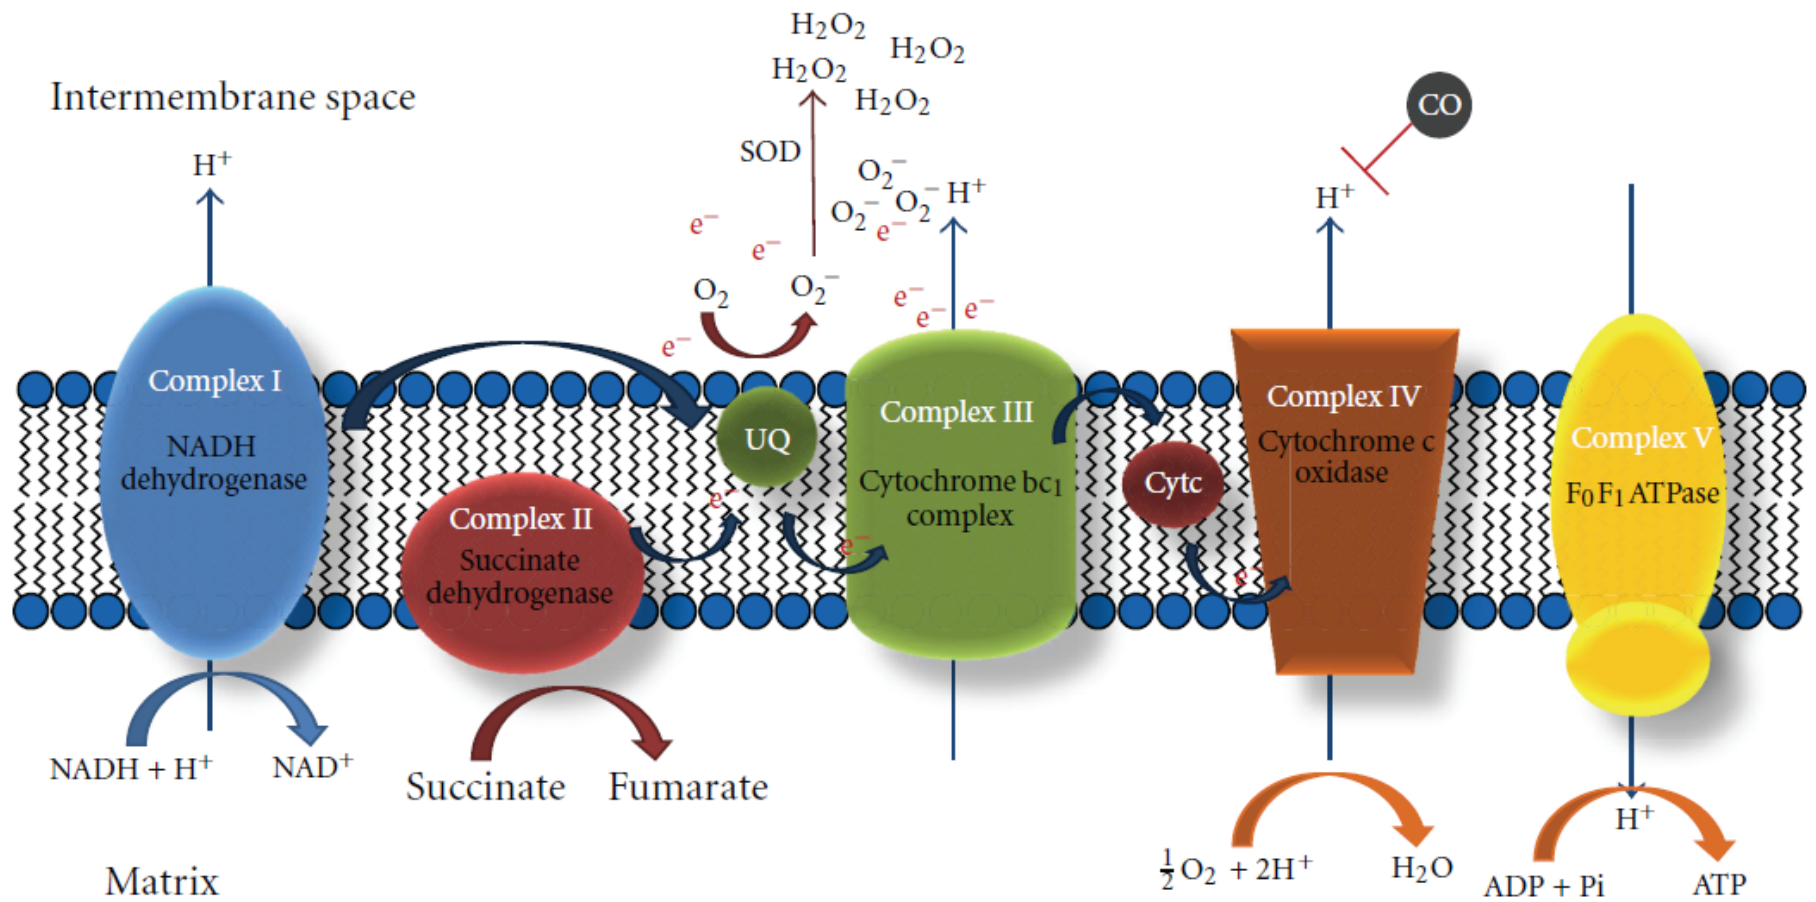 H₂O₂
H₂O₂
H₂O₂
H₂O₂
Intermembrane space
CO
SOD
H⁺
O₂⁻
O₂⁻
O₂⁻
H⁺
H⁺
e⁻
e⁻
e⁻
O₂
O₂⁻
e⁻
e⁻
e⁻
e⁻
Complex I
NADH
dehydrogenase
Complex II
Succinate
dehydrogenase
UQ
e⁻
e⁻
Complex III
Cytochrome bc₁
complex
Cytc
e⁻
Complex IV
Cytochrome c
oxidase
Complex V
F₀F₁ ATPase
NADH + H⁺
NAD⁺
Succinate
Fumarate
½ O₂ + 2H⁺
H₂O
H⁺
ADP + Pi
ATP
Matrix